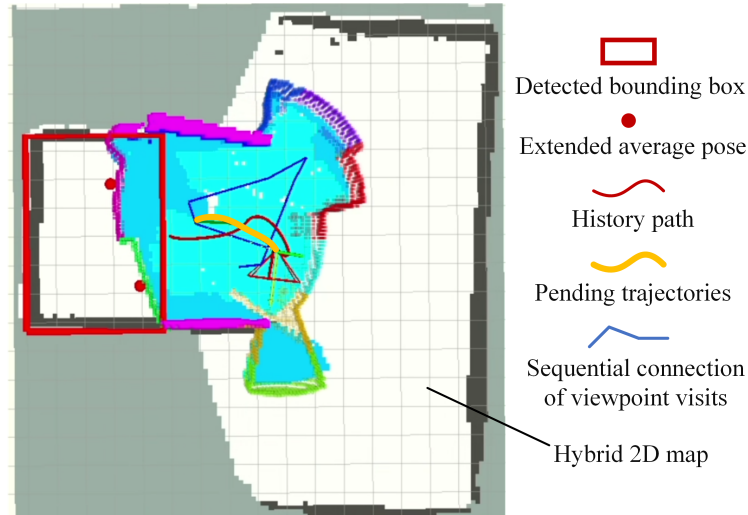 Detected bounding box
Extended average pose
History path
Pending trajectories
Sequential connection
of viewpoint visits
Hybrid 2D map